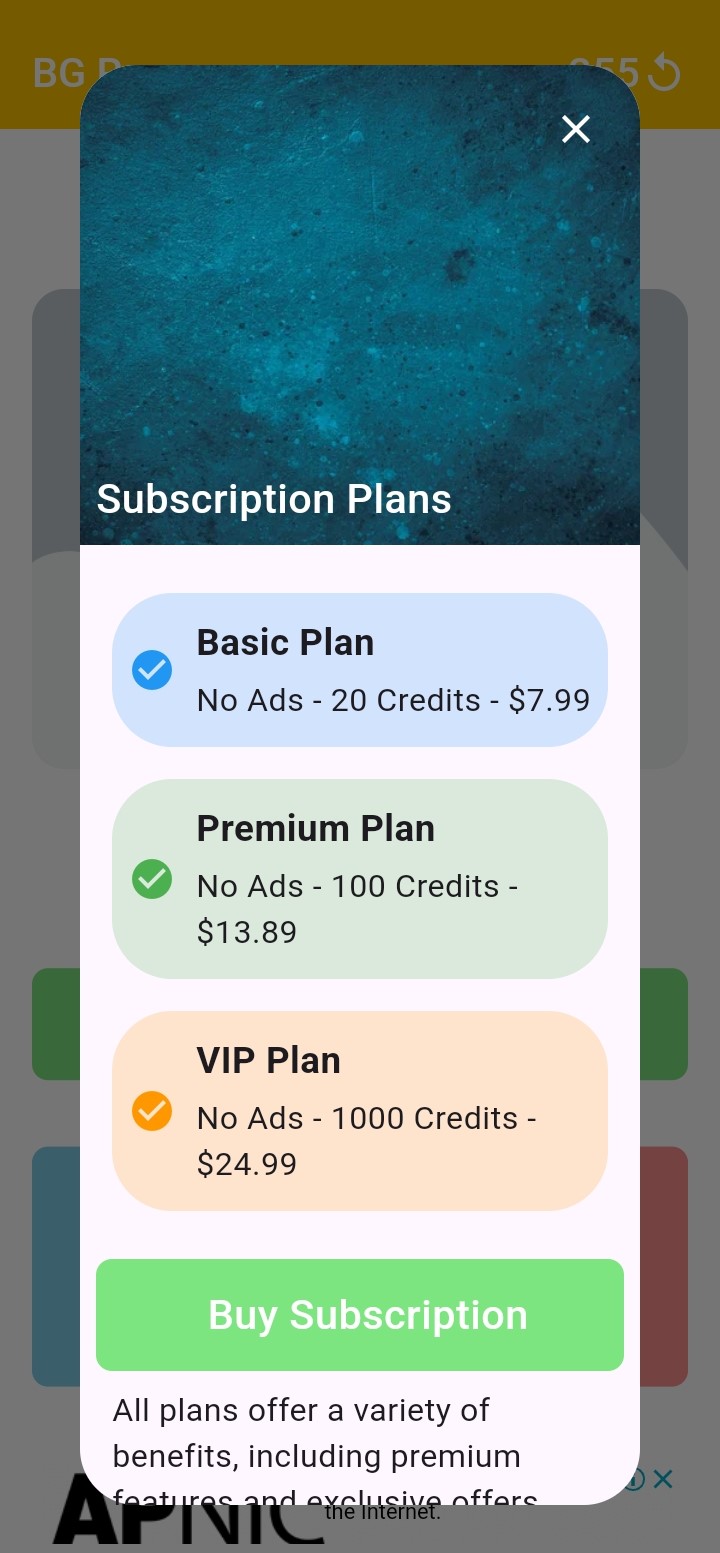 BG
355
Subscription Plans
Basic Plan
No Ads - 20 Credits - $7.99
Premium Plan
No Ads - 100 Credits -
$13.89
VIP Plan
No Ads - 1000 Credits -
$24.99
Buy Subscription
All plans offer a variety of
benefits, including premium
features and exclusive offers
APNIC
the Internet.